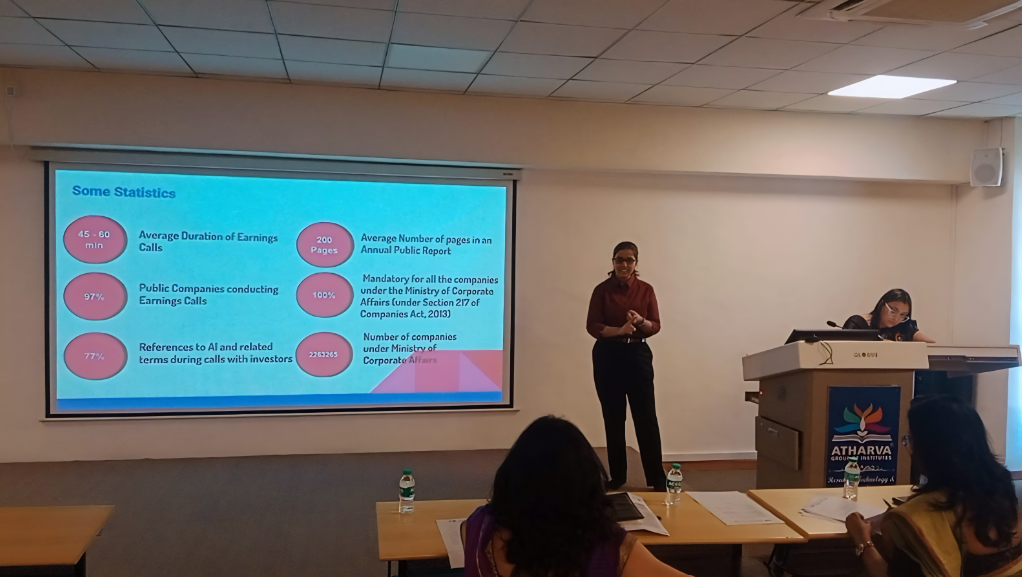 Some Statistics
45 - 60
min
Average Duration of Earnings
Calls
200
Pages
Average Number of pages in an
Annual Public Report
97%
Public Companies conducting
Earnings Calls
100%
Mandatory for all the companies
under the Ministry of Corporate
Affairs (under Section 217 of
Companies Act, 2013)
77%
References to AI and related
terms during calls with investors
2263265
Number of companies
under Ministry of
Corporate Affairs
ATHARVA
GROUP INSTITUTES